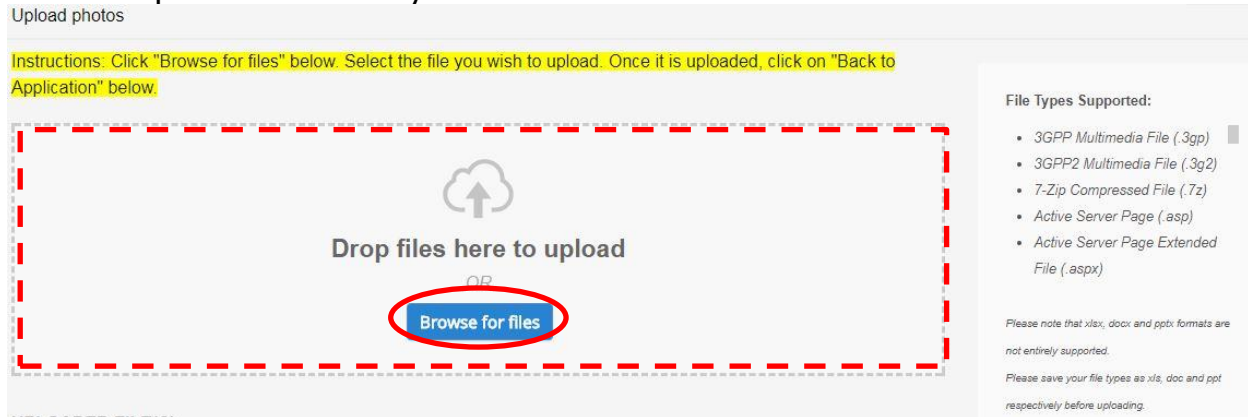 Upload photos
Instructions: Click "Browse for files" below. Select the file you wish to upload. Once it is uploaded, click on "Back to
Application" below.
Drop files here to upload
OR
Browse for files
File Types Supported:
• 3GPP Multimedia File (.3gp)
• 3GPP2 Multimedia File (.3g2)
• 7-Zip Compressed File (.7z)
• Active Server Page (.asp)
• Active Server Page Extended
File (.aspx)
Please note that xlsx, docx and pptx formats are
not entirely supported.
Please save your file types as xls, doc and ppt
respectively before uploading.